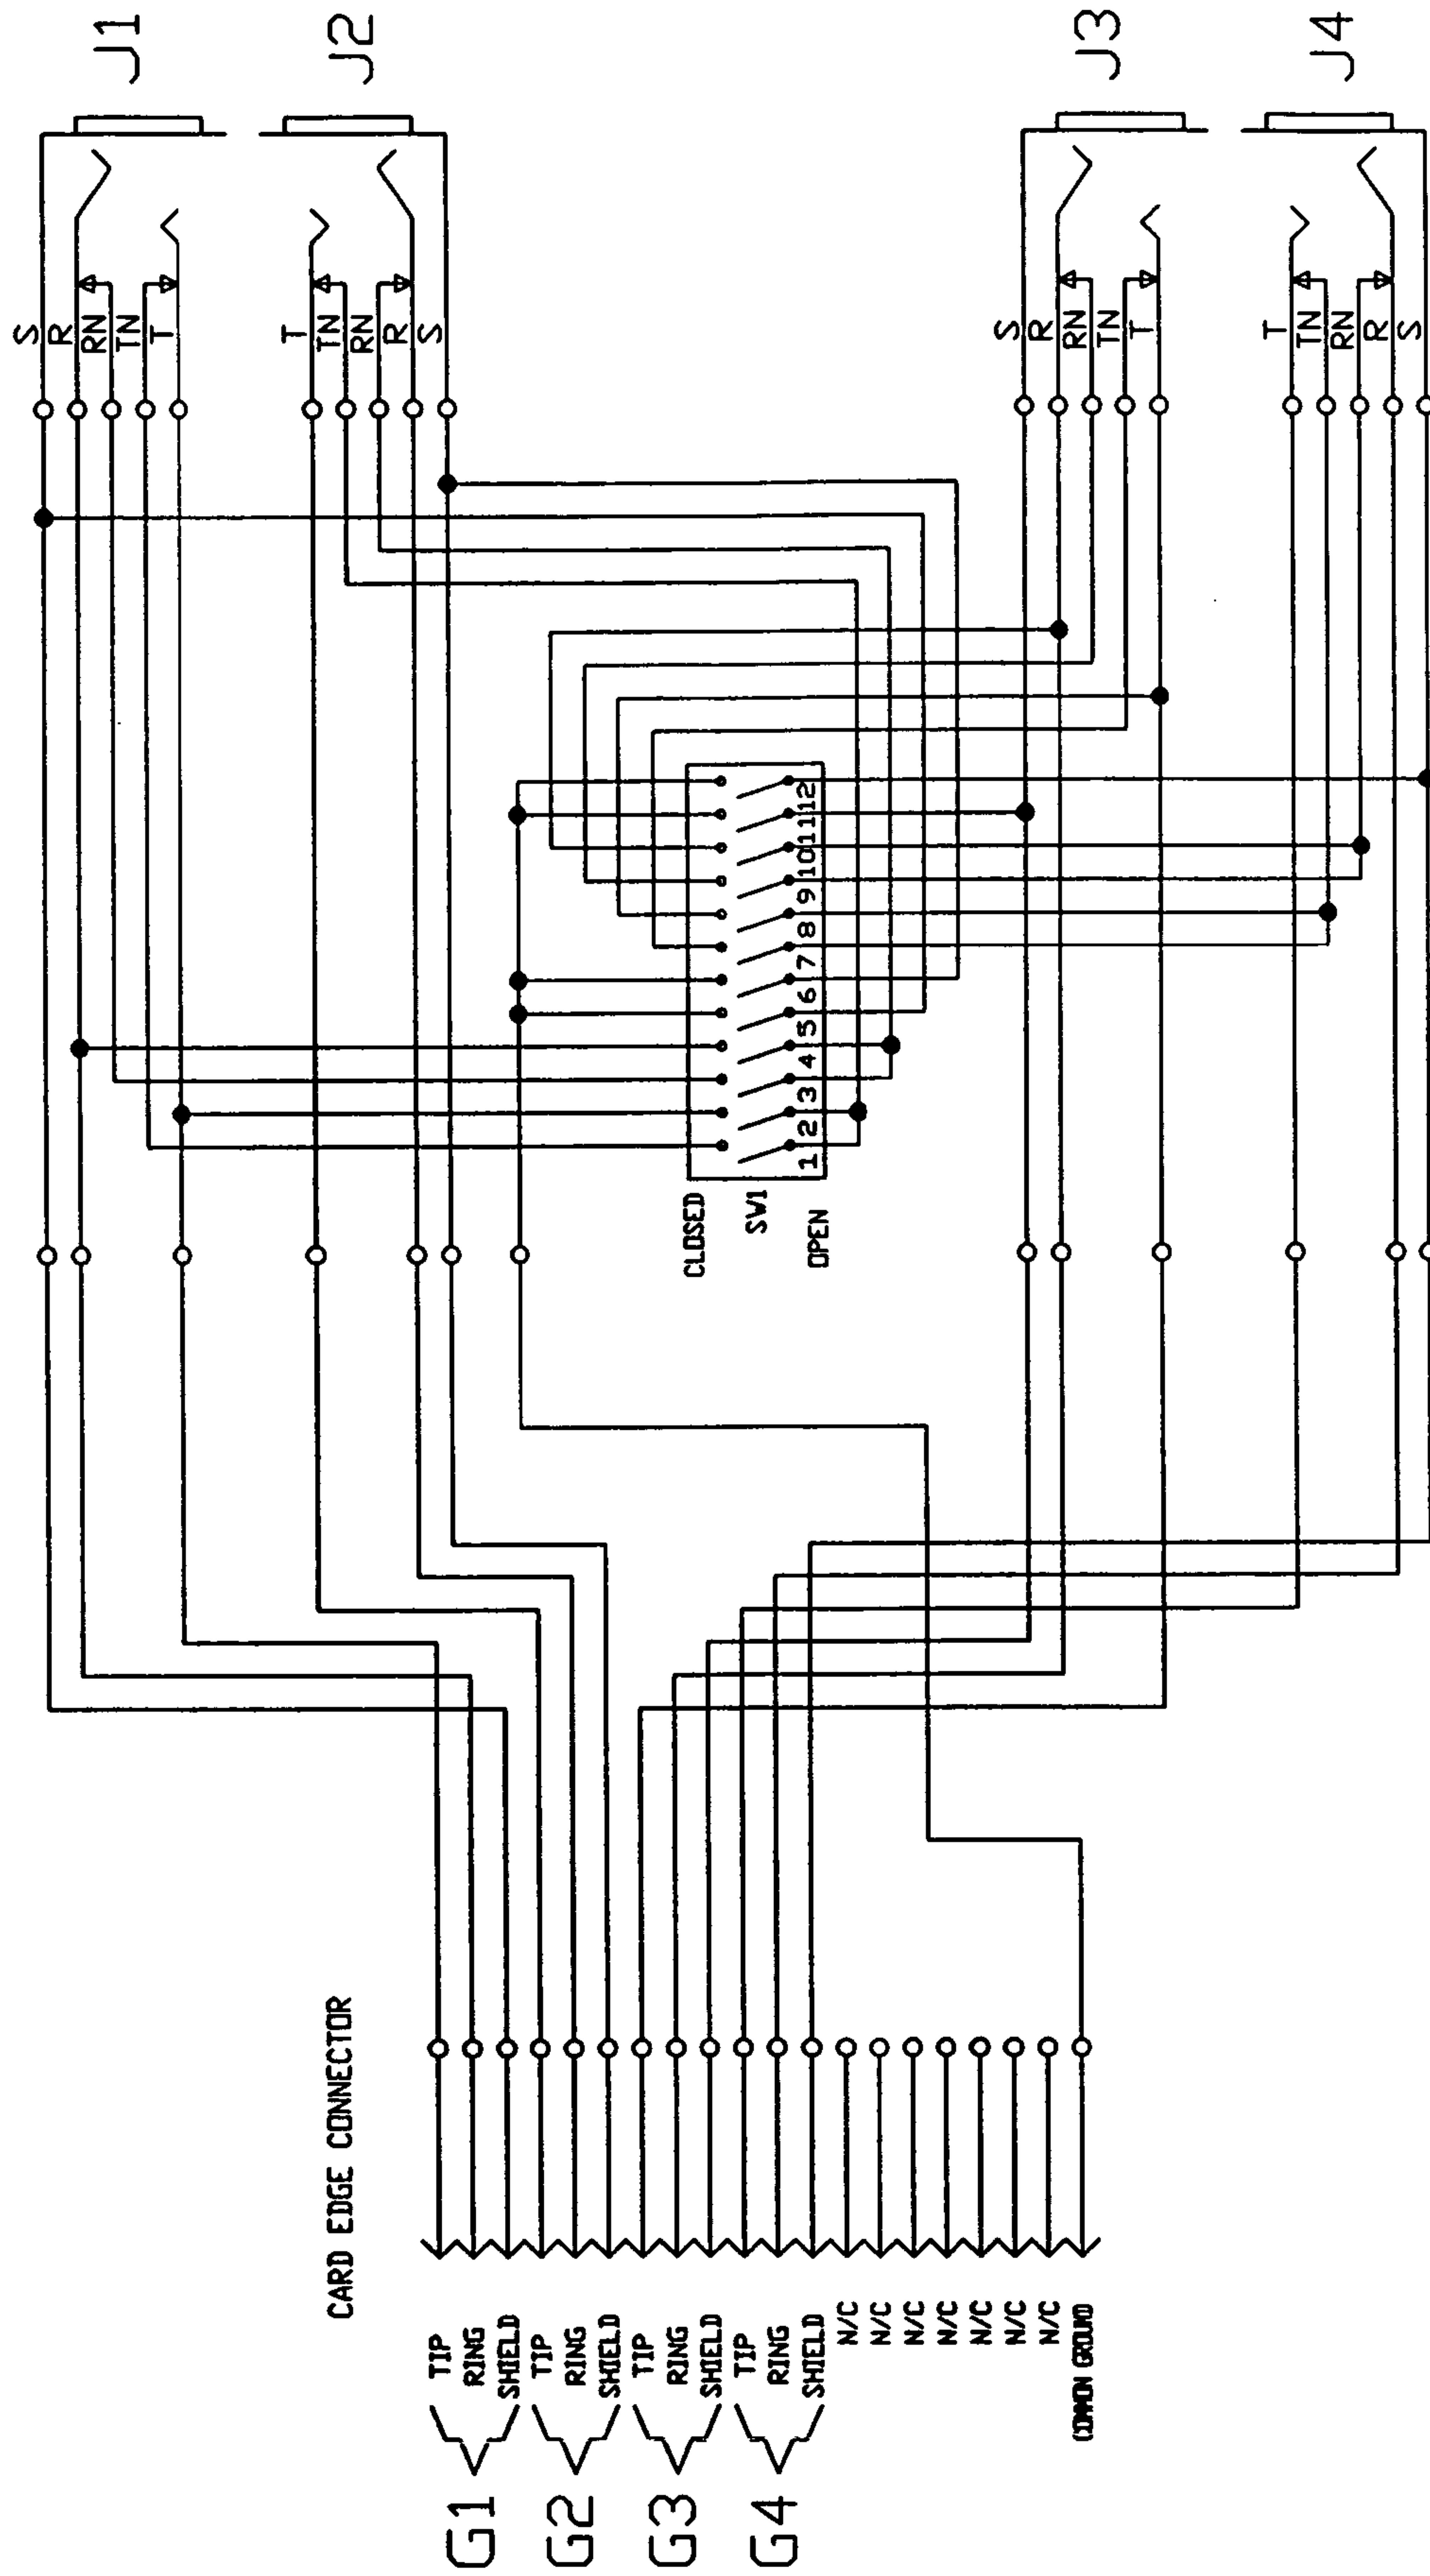 J1
S
R
RN
TN
T
J2
T
TN
RN
R
S
J3
S
R
RN
TN
T
J4
T
TN
RN
R
S
CLOSED
SW1
OPEN
1 2 3 4 5 6 7 8 9 10 11 12
CARD EDGE CONNECTOR
G1
TIP
RING
SHIELD
G2
TIP
RING
SHIELD
G3
TIP
RING
SHIELD
G4
TIP
RING
SHIELD
N/C
N/C
N/C
N/C
N/C
N/C
N/C
COMMON GROUND